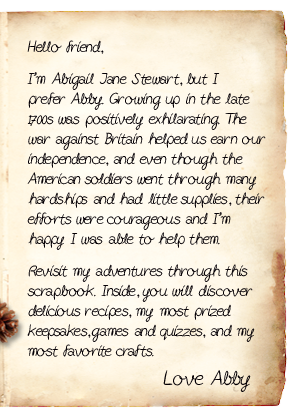 Hello friend,
I'm Abigail Jane Stewart, but I
prefer Abby. Growing up in the late
1700s was positively exhilarating. The
war against Britain helped us earn our
independence, and even though the
American soldiers went through many
hardships and had little supplies, their
efforts were courageous and I'm
happy I was able to help them.
Revisit my adventures through this
scrapbook. Inside, you will discover
delicious recipes, my most prized
keepsakes, games and quizzes, and my
most favorite crafts.
Love Abby